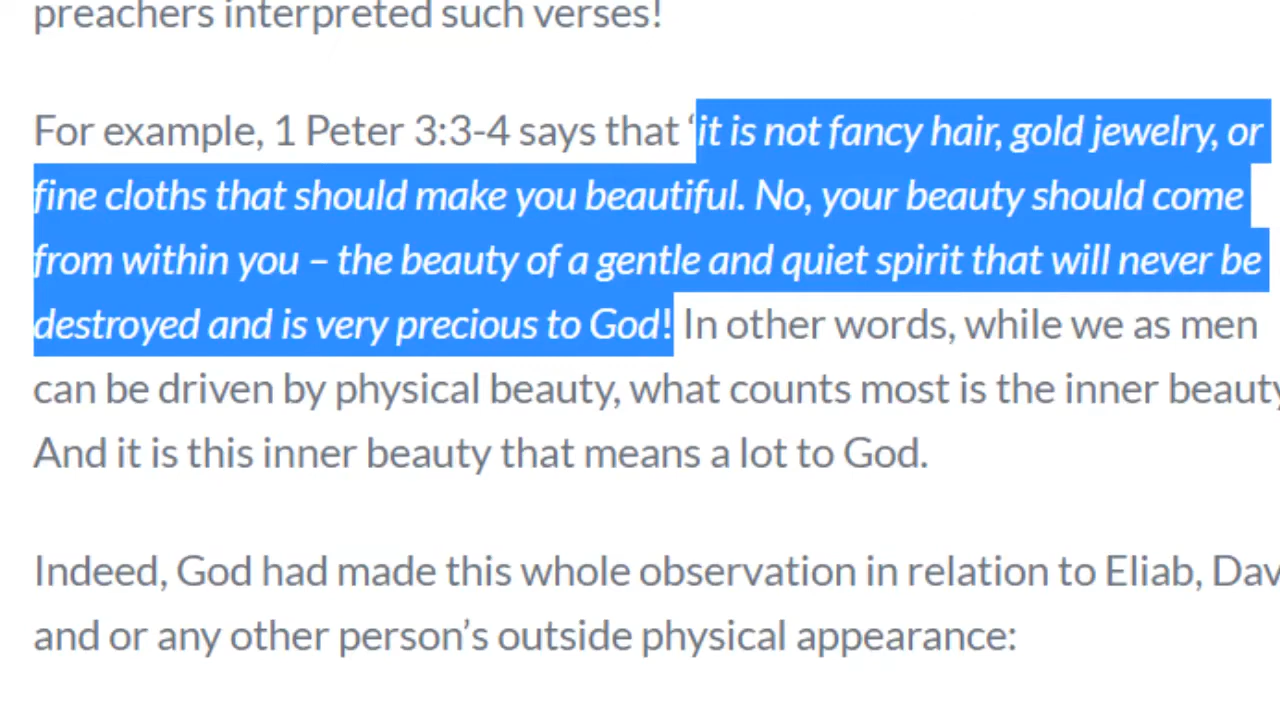 preachers interpreted such verses!
For example, 1 Peter 3:3-4 says that ‘it is not fancy hair, gold jewelry, or
fine cloths that should make you beautiful. No, your beauty should come
from within you – the beauty of a gentle and quiet spirit that will never be
destroyed and is very precious to God! In other words, while we as men
can be driven by physical beauty, what counts most is the inner beauty
And it is this inner beauty that means a lot to God.
Indeed, God had made this whole observation in relation to Eliab, Dav
and or any other person’s outside physical appearance: